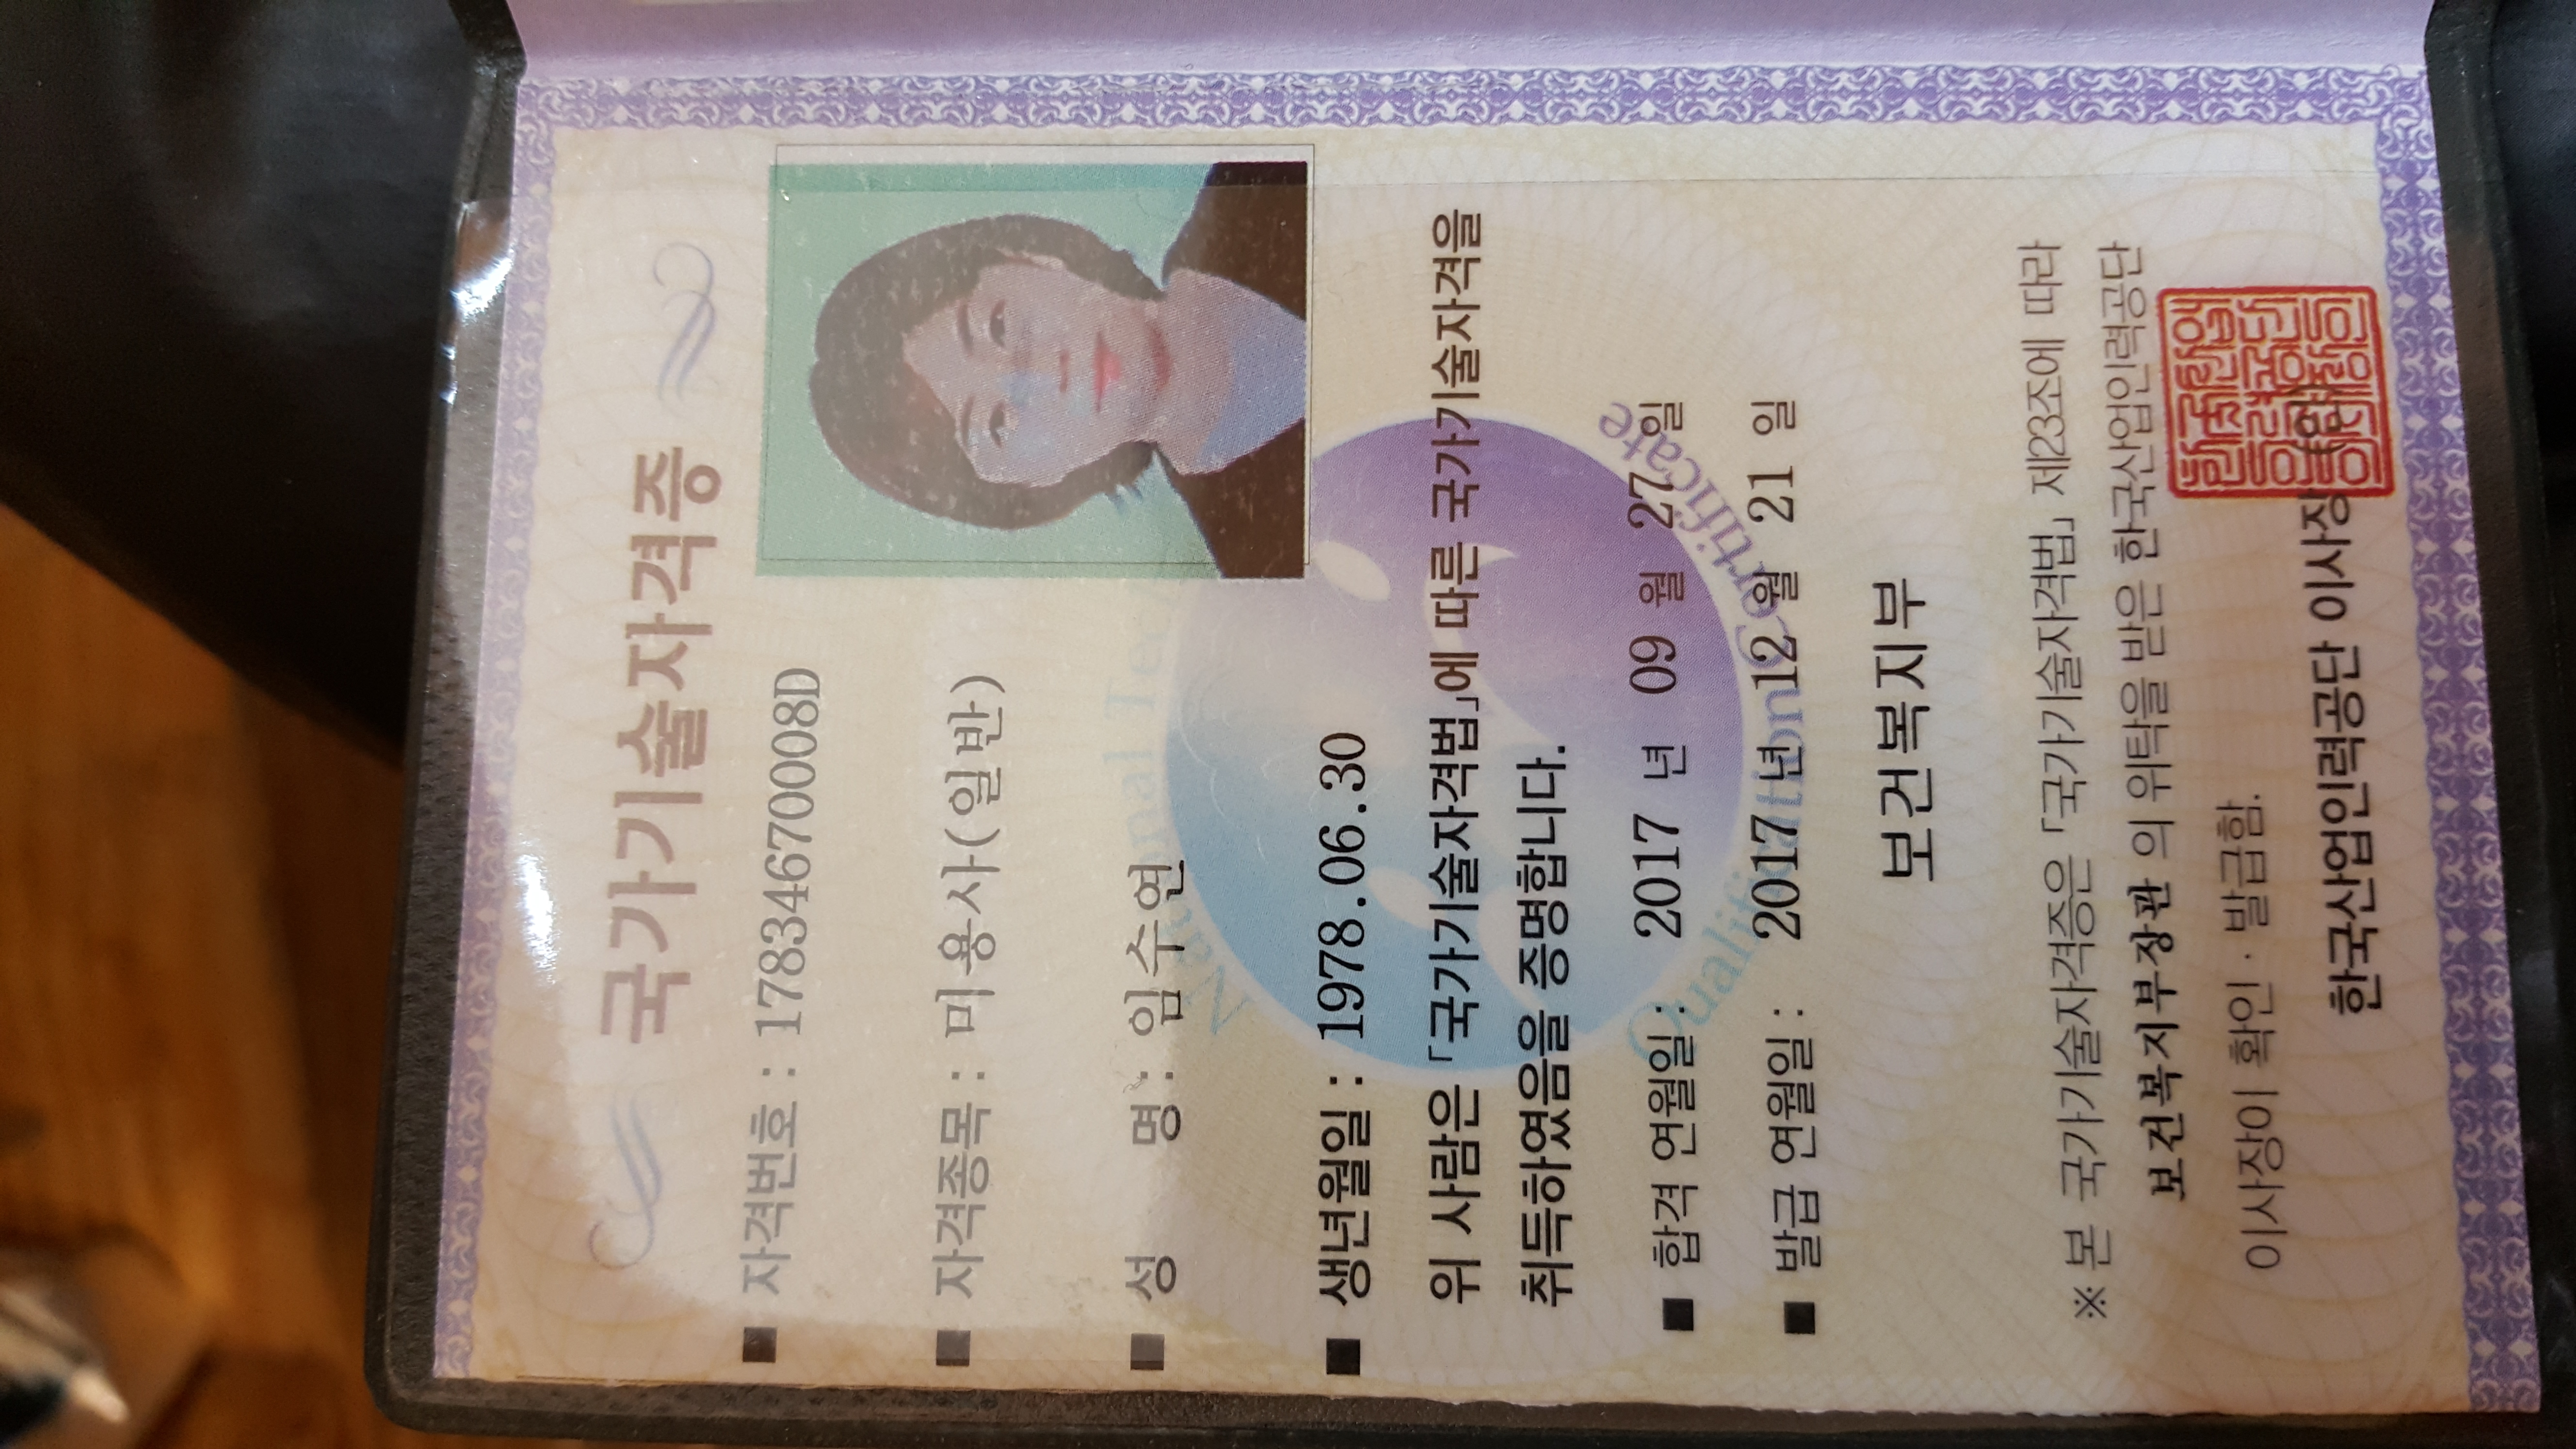 국가기술자격증
■ 자격번호 : 17834670008D
■ 자격종목 : 미용사(일반)
■ 성 명 : 임수연
■ 생년월일 : 1978.06.30
위 사람은 「국가기술자격법」에 따른 국가기술자격을
취득하였음을 증명합니다.
■ 합격 연월일 : 2017 년 09 월 27일
■ 발급 연월일 : 2017 년 12 월 21 일
National Te
Qualification Certificate
보건복지부
※ 본 국가기술자격증은 「국가기술자격법」 제23조에 따라
보건복지부장관 의 위탁을 받은 한국산업인력공단
이사장이 확인 · 발급함.
한국산업인력공단 이사장 (인)